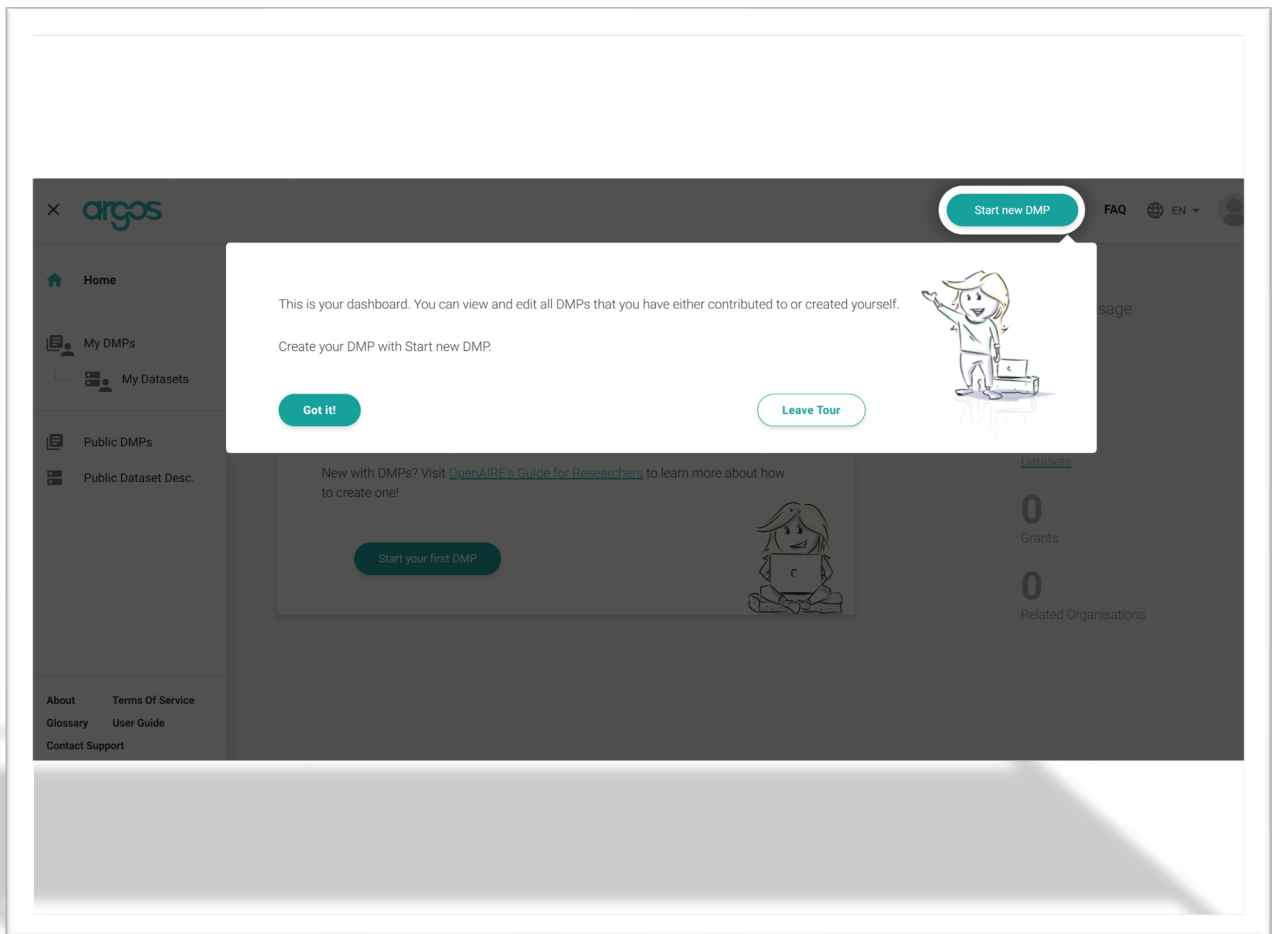 argos
Start new DMP
FAQ
EN
Home
My DMPs
My Datasets
Public DMPs
Public Dataset Desc.
This is your dashboard. You can view and edit all DMPs that you have either contributed to or created yourself.
Create your DMP with Start new DMP.
Got it!
Leave Tour
sage
New with DMPs? Visit OpenAIRE's Guide for Researchers to learn more about how
to create one!
Start your first DMP
Datasets
0
Grants
0
Related Organisations
About
Terms Of Service
Glossary
User Guide
Contact Support